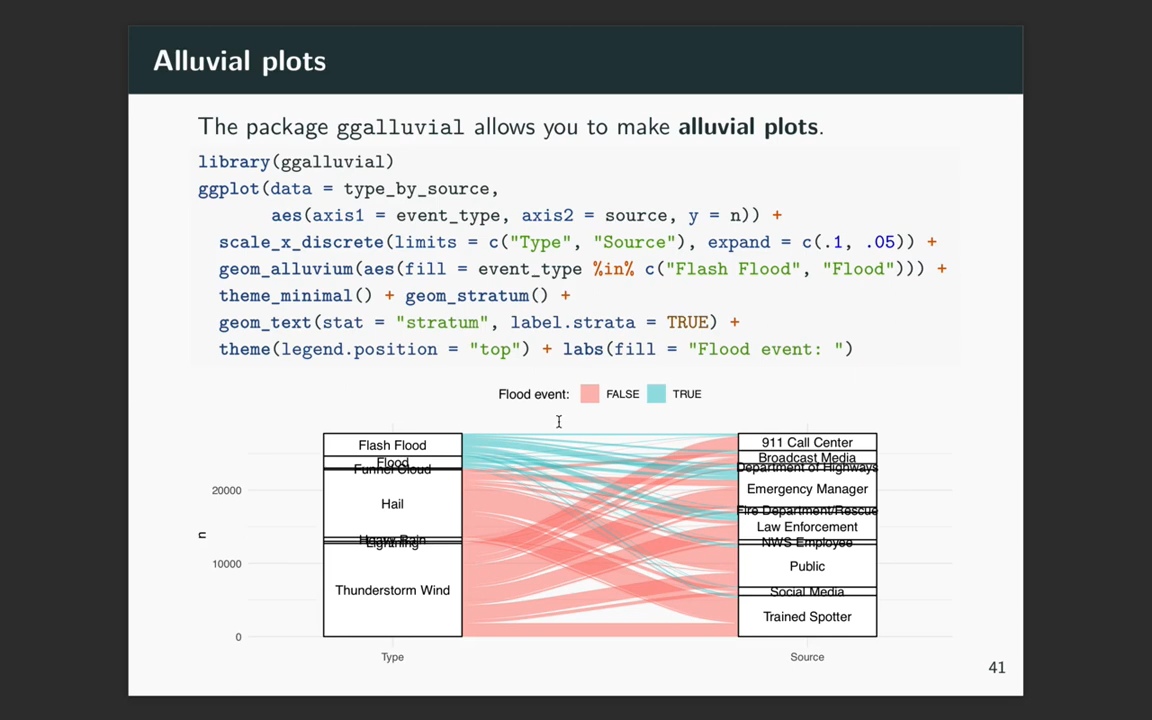 Alluvial plots
The package ggalluvial allows you to make alluvial plots.
library(ggalluvial)
ggplot(data = type_by_source,
       aes(axis1 = event_type, axis2 = source, y = n)) +
  scale_x_discrete(limits = c("Type", "Source"), expand = c(.1, .05)) +
  geom_alluvium(aes(fill = event_type %in% c("Flash Flood", "Flood"))) +
  theme_minimal() + geom_stratum() +
  geom_text(stat = "stratum", label.strata = TRUE) +
  theme(legend.position = "top") + labs(fill = "Flood event: ")
Flood event: FALSE TRUE
n
20000
10000
0
Flash Flood
Flood
Funnel Cloud
Hail
Heavy Rain
Lightning
Thunderstorm Wind
911 Call Center
Broadcast Media
Department of Highways
Emergency Manager
Fire Department/Rescue
Law Enforcement
NWS Employee
Public
Social Media
Trained Spotter
Type
Source
41